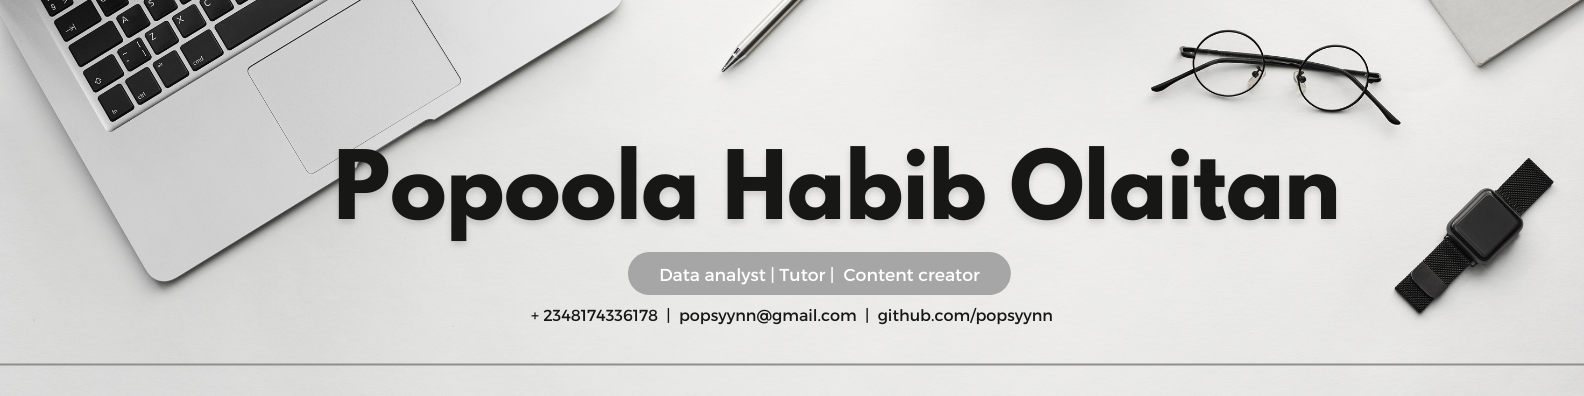 Popoola Habib Olaitan
Data analyst | Tutor | Content creator
+ 2348174336178 | popsyynn@gmail.com | github.com/popsyynn